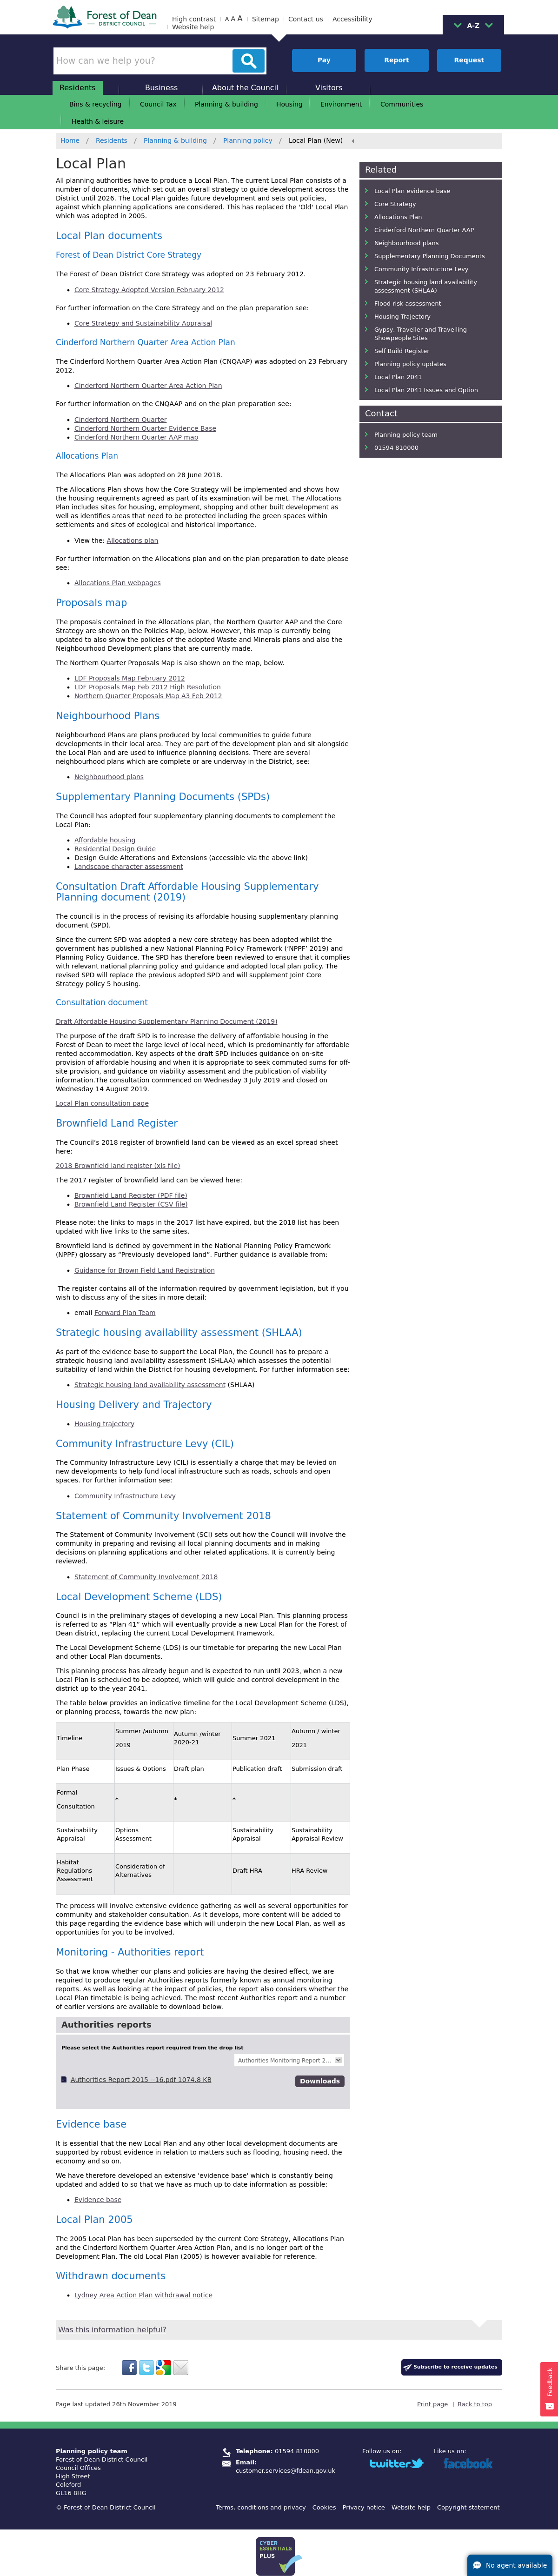 Forest of Dean
DISTRICT COUNCIL
High contrast
A A A
Sitemap
Contact us
Accessibility
Website help
A-Z
How can we help you?
Pay
Report
Request
Residents
Business
About the Council
Visitors
Bins & recycling
Council Tax
Planning & building
Housing
Environment
Communities
Health & leisure
Home / Residents / Planning & building / Planning policy / Local Plan (New)
Local Plan
All planning authorities have to produce a Local Plan. The current Local Plan consists of a
number of documents, which set out an overall strategy to guide development across the
District until 2026. The Local Plan guides future development and sets out policies,
against which planning applications are considered. This has replaced the 'Old' Local Plan
which was adopted in 2005.
Local Plan documents
Forest of Dean District Core Strategy
The Forest of Dean District Core Strategy was adopted on 23 February 2012.
Core Strategy Adopted Version February 2012
For further information on the Core Strategy and on the plan preparation see:
Core Strategy and Sustainability Appraisal
Cinderford Northern Quarter Area Action Plan
The Cinderford Northern Quarter Area Action Plan (CNQAAP) was adopted on 23 February
2012.
Cinderford Northern Quarter Area Action Plan
For further information on the CNQAAP and on the plan preparation see:
Cinderford Northern Quarter
Cinderford Northern Quarter Evidence Base
Cinderford Northern Quarter AAP map
Allocations Plan
The Allocations Plan was adopted on 28 June 2018.
The Allocations Plan shows how the Core Strategy will be implemented and shows how
the housing requirements agreed as part of its examination will be met. The Allocations
Plan includes sites for housing, employment, shopping and other built development as
well as identifying areas that need to be protected including the green spaces within
settlements and sites of ecological and historical importance.
View the: Allocations plan
For further information on the Allocations Plan and on the plan preparation to date please
see:
Allocations Plan webpages
Proposals map
The proposals contained in the Allocations plan, the Northern Quarter AAP and the Core
Strategy are shown on the Policies Map, below. However, this map is currently being
updated to also show the policies of the adopted Waste and Minerals plans and also the
Neighbourhood Development plans that are currently made.
The Northern Quarter Proposals Map is also shown on the map, below.
LDF Proposals Map February 2012
LDF Proposals Map Feb 2012 High Resolution
Northern Quarter Proposals Map A3 Feb 2012
Neighbourhood Plans
Neighbourhood Plans are plans produced by local communities to guide future
developments in their local area. They are part of the development plan and sit alongside
the Local Plan and are used to influence planning decisions. There are several
neighbourhood plans which are complete or are underway in the District, see:
Neighbourhood plans
Supplementary Planning Documents (SPDs)
The Council has adopted four supplementary planning documents to complement the
Local Plan:
Affordable housing
Residential Design Guide
Design Guide Alterations and Extensions (accessible via the above link)
Landscape character assessment
Consultation Draft Affordable Housing Supplementary
Planning document (2019)
The council is in the process of revising its affordable housing supplementary planning
document (SPD).
Since the current SPD was adopted a new core strategy has been adopted whilst the
government has published a new National Planning Policy Framework ('NPPF' 2019) and
Planning Policy Guidance. The SPD has therefore been reviewed to ensure that it complies
with relevant national planning policy and guidance and adopted local plan policy. The
revised SPD will replace the previous adopted SPD and will supplement Joint Core
Strategy policy 5 housing.
Consultation document
Draft Affordable Housing Supplementary Planning Document (2019)
The purpose of the draft SPD is to increase the delivery of affordable housing in the
Forest of Dean to meet the large level of local need, which is predominantly for affordable
rented accommodation. Key aspects of the draft SPD includes guidance on on-site
provision of affordable housing and when it is appropriate to seek commuted sums for off-
site provision, and guidance on vacant buildings and the publication of viability
information.The consultation commenced on Wednesday 3 July 2019 and closed on
Wednesday 14 August 2019.
Local Plan consultation page
Brownfield Land Register
The Council's 2018 register of brownfield land can be viewed as an excel spread sheet
here:
2018 Brownfield land register (xls file)
The 2017 register of brownfield land can be viewed here:
Brownfield Land Register (PDF file)
Brownfield Land Register (CSV file)
Please note: the links to maps in the 2017 list have expired, but the 2018 list has been
updated with live links to the same sites.
Brownfield land is defined by government in the National Planning Policy Framework
(NPPF) glossary as "Previously developed land". Further guidance is available from:
Guidance for Brown Field Land Registration
The register contains all of the information required by government legislation, but if you
wish to discuss any of the sites in more detail:
email Forward Plan Team
Strategic housing availability assessment (SHLAA)
As part of the evidence base to support the Local Plan, the Council has to prepare a
strategic housing land availability assessment (SHLAA) which assesses the potential
suitability of land within the District for housing development. For further information see:
Strategic housing land availability assessment (SHLAA)
Housing Delivery and Trajectory
Housing trajectory
Community Infrastructure Levy (CIL)
The Community Infrastructure Levy (CIL) is essentially a charge that may be levied on
new developments to help fund local infrastructure such as roads, schools and open
spaces. For further information see:
Community Infrastructure Levy
Statement of Community Involvement 2018
The Statement of Community Involvement (SCI) sets out how the Council will involve the
community in preparing and revising all local planning documents and in making
decisions on planning applications and other related applications. It is currently being
reviewed.
Statement of Community Involvement 2018
Local Development Scheme (LDS)
Council is in the preliminary stages of developing a new Local Plan. This planning process
is referred to as "Plan 41" which will eventually provide a new Local Plan for the Forest of
Dean district, replacing the current Local Development Framework.
The Local Development Scheme (LDS) is our timetable for preparing the new Local Plan
and other Local Plan documents.
This planning process has already begun and is expected to run until 2023, when a new
Local Plan is scheduled to be adopted, which will guide and control development in the
district up to the year 2041.
The table below provides an indicative timeline for the Local Development Scheme (LDS),
or planning process, towards the new plan:
Timeline
Summer /autumn
2019
Autumn /winter
2020-21
Summer 2021
Autumn / winter
2021
Plan Phase
Issues & Options
Draft plan
Publication draft
Submission draft
Formal
Consultation
*
*
*
Sustainability
Appraisal
Options
Assessment
Sustainability
Appraisal
Sustainability
Appraisal Review
Habitat
Regulations
Assessment
Consideration of
Alternatives
Draft HRA
HRA Review
The process will involve extensive evidence gathering as well as several opportunities for
community and stakeholder consultation. As it develops, more content will be added to
this page regarding the evidence base which will underpin the new Local Plan, as well as
opportunities for you to be involved.
Monitoring - Authorities report
So that we know whether our plans and policies are having the desired effect, we are
required to produce regular Authorities reports formerly known as annual monitoring
reports. As well as looking at the impact of policies, the report also considers whether the
Local Plan timetable is being achieved. The most recent Authorities report and a number
of earlier versions are available to download below.
Authorities reports
Please select the Authorities report required from the drop list
Authorities Monitoring Report 2...
Authorities Report 2015 --16.pdf 1074.8 KB
Downloads
Evidence base
It is essential that the new Local Plan and any other local development documents are
supported by robust evidence in relation to matters such as flooding, housing need, the
economy and so on.
We have therefore developed an extensive 'evidence base' which is constantly being
updated and added to so that we have as much up to date information as possible:
Evidence base
Local Plan 2005
The 2005 Local Plan has been superseded by the current Core Strategy, Allocations Plan
and the Cinderford Northern Quarter Area Action Plan, and is no longer part of the
Development Plan. The old Local Plan (2005) is however available for reference.
Withdrawn documents
Lydney Area Action Plan withdrawal notice
Related
Local Plan evidence base
Core Strategy
Allocations Plan
Cinderford Northern Quarter AAP
Neighbourhood plans
Supplementary Planning Documents
Community Infrastructure Levy
Strategic housing land availability
assessment (SHLAA)
Flood risk assessment
Housing Trajectory
Gypsy, Traveller and Travelling
Showpeople Sites
Self Build Register
Planning policy updates
Local Plan 2041
Local Plan 2041 Issues and Option
Contact
Planning policy team
01594 810000
Was this information helpful?
Share this page:
Subscribe to receive updates
Feedback
Page last updated 26th November 2019
Print page | Back to top
Planning policy team
Forest of Dean District Council
Council Offices
High Street
Coleford
GL16 8HG
Telephone: 01594 810000
Email:
customer.services@fdean.gov.uk
Follow us on:
twitter
Like us on:
facebook
© Forest of Dean District Council
Terms, conditions and privacy
Cookies
Privacy notice
Website help
Copyright statement
CYBER
ESSENTIALS
PLUS
No agent available